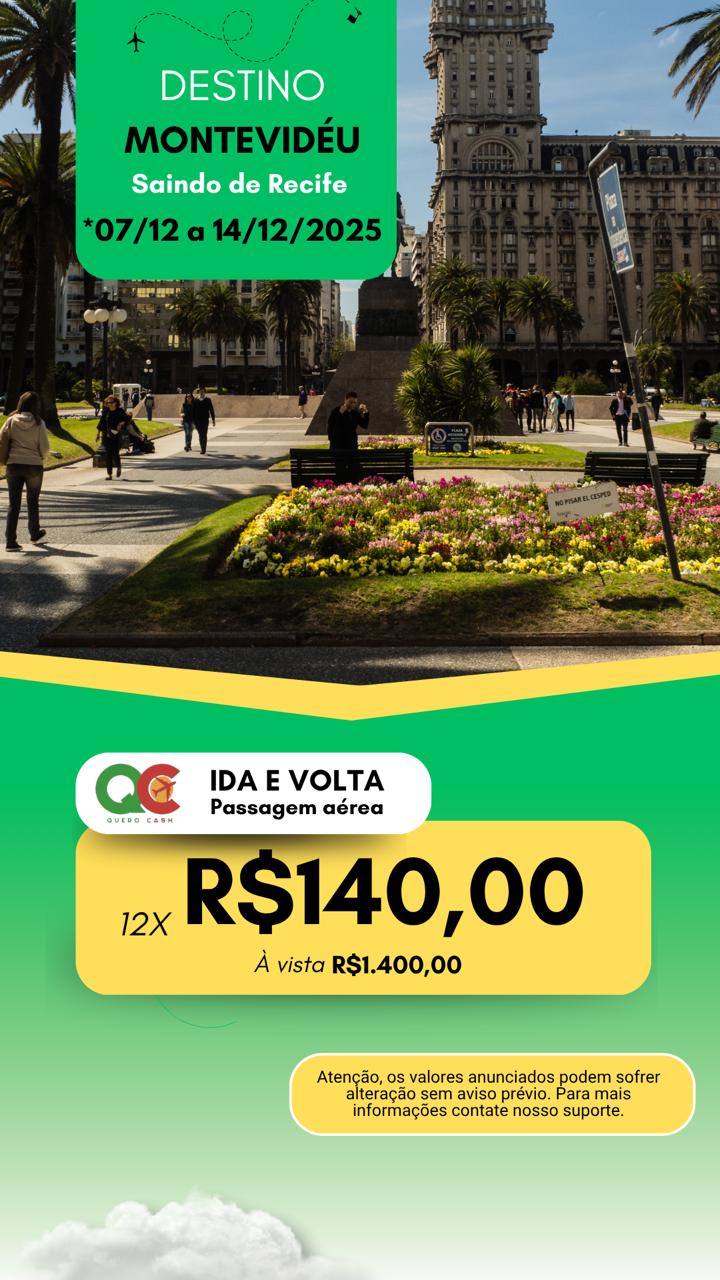 DESTINO
MONTEVIDÉU
Saindo de Recife
*07/12 a 14/12/2025
Plaza
NO PISAR EL CESPED
QC
QUERO CASH
IDA E VOLTA
Passagem aérea
12X R$140,00
À vista R$1.400,00
Atenção, os valores anunciados podem sofrer
alteração sem aviso prévio. Para mais
informações contate nosso suporte.